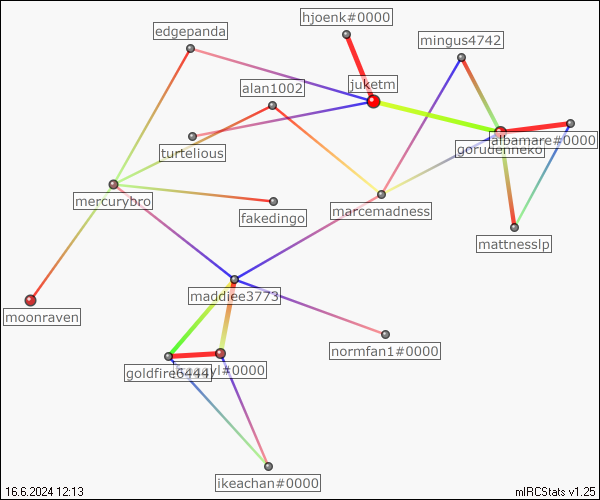 hjoenk#0000
edgepanda
mingus4742
juketm
alan1002
albamare#0000
gorudenneko
turtelious
mercurybro
fakedingo
marcemadness
mattnesslp
maddiee3773
moonraven
normfan1#0000
goldfire6444
yl#0000
ikeachan#0000
16.6.2024 12:13
mIRCStats v1.25